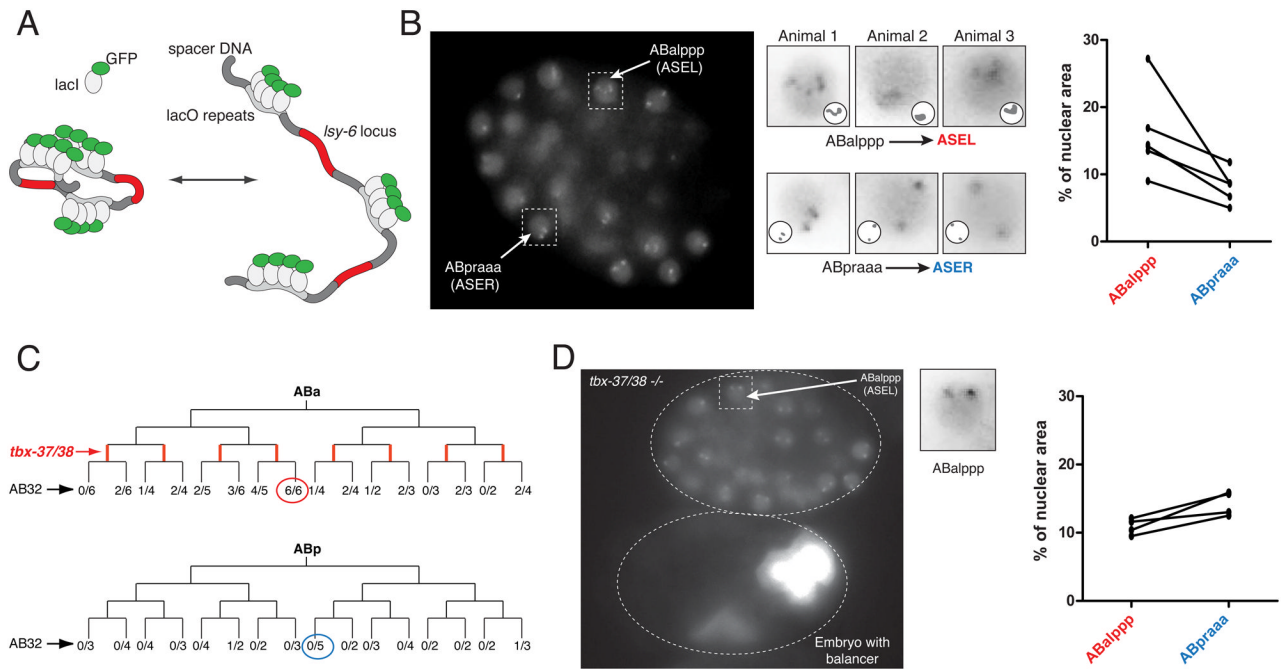 A
GFP
lacI
spacer DNA
lacO repeats
lsy-6 locus
B
ABalppp
(ASEL)
ABpraaa
(ASER)
Animal 1 Animal 2 Animal 3
ABalppp ASEL
ABpraaa ASER
% of nuclear area
30
20
10
0
ABalppp
ABpraaa
C
ABa
tbx-37/38
AB32
0/6 2/6 1/4 2/4 2/5 3/6 4/5 6/6 1/4 2/4 1/2 2/3 0/3 2/3 0/2 2/4
ABp
AB32
0/3 0/4 0/4 0/3 0/4 1/2 0/2 0/3 0/5 0/2 0/3 0/4 0/2 0/2 0/2 1/3
D
tbx-37/38 -/-
ABalppp
(ASEL)
Embryo with
balancer
ABalppp
% of nuclear area
30
20
10
0
ABalppp
ABpraaa